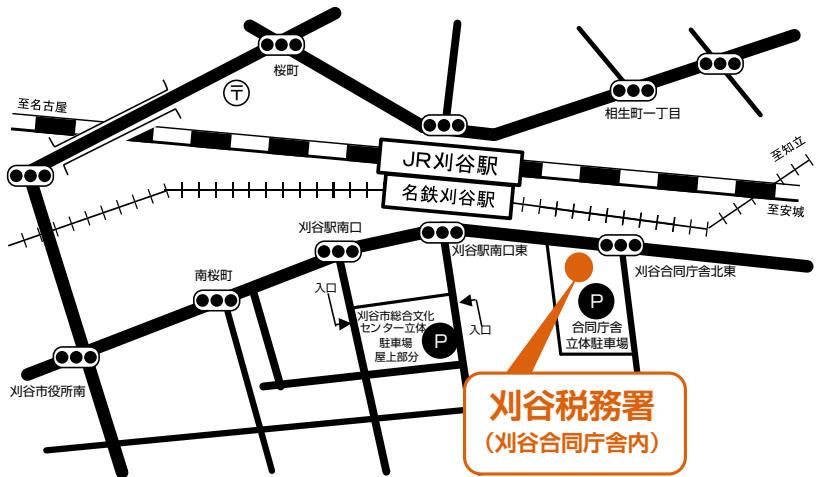 桜町
〒
至名古屋
相生町一丁目
JR刈谷駅
至知立
名鉄刈谷駅
至安城
刈谷駅南口
刈谷駅南口東
刈谷合同庁舎北東
南桜町
入口
刈谷市総合文化
センター立体
駐車場
屋上部分
P
入口
P
合同庁舎
立体駐車場
刈谷市役所南
刈谷税務署
(刈谷合同庁舎内)